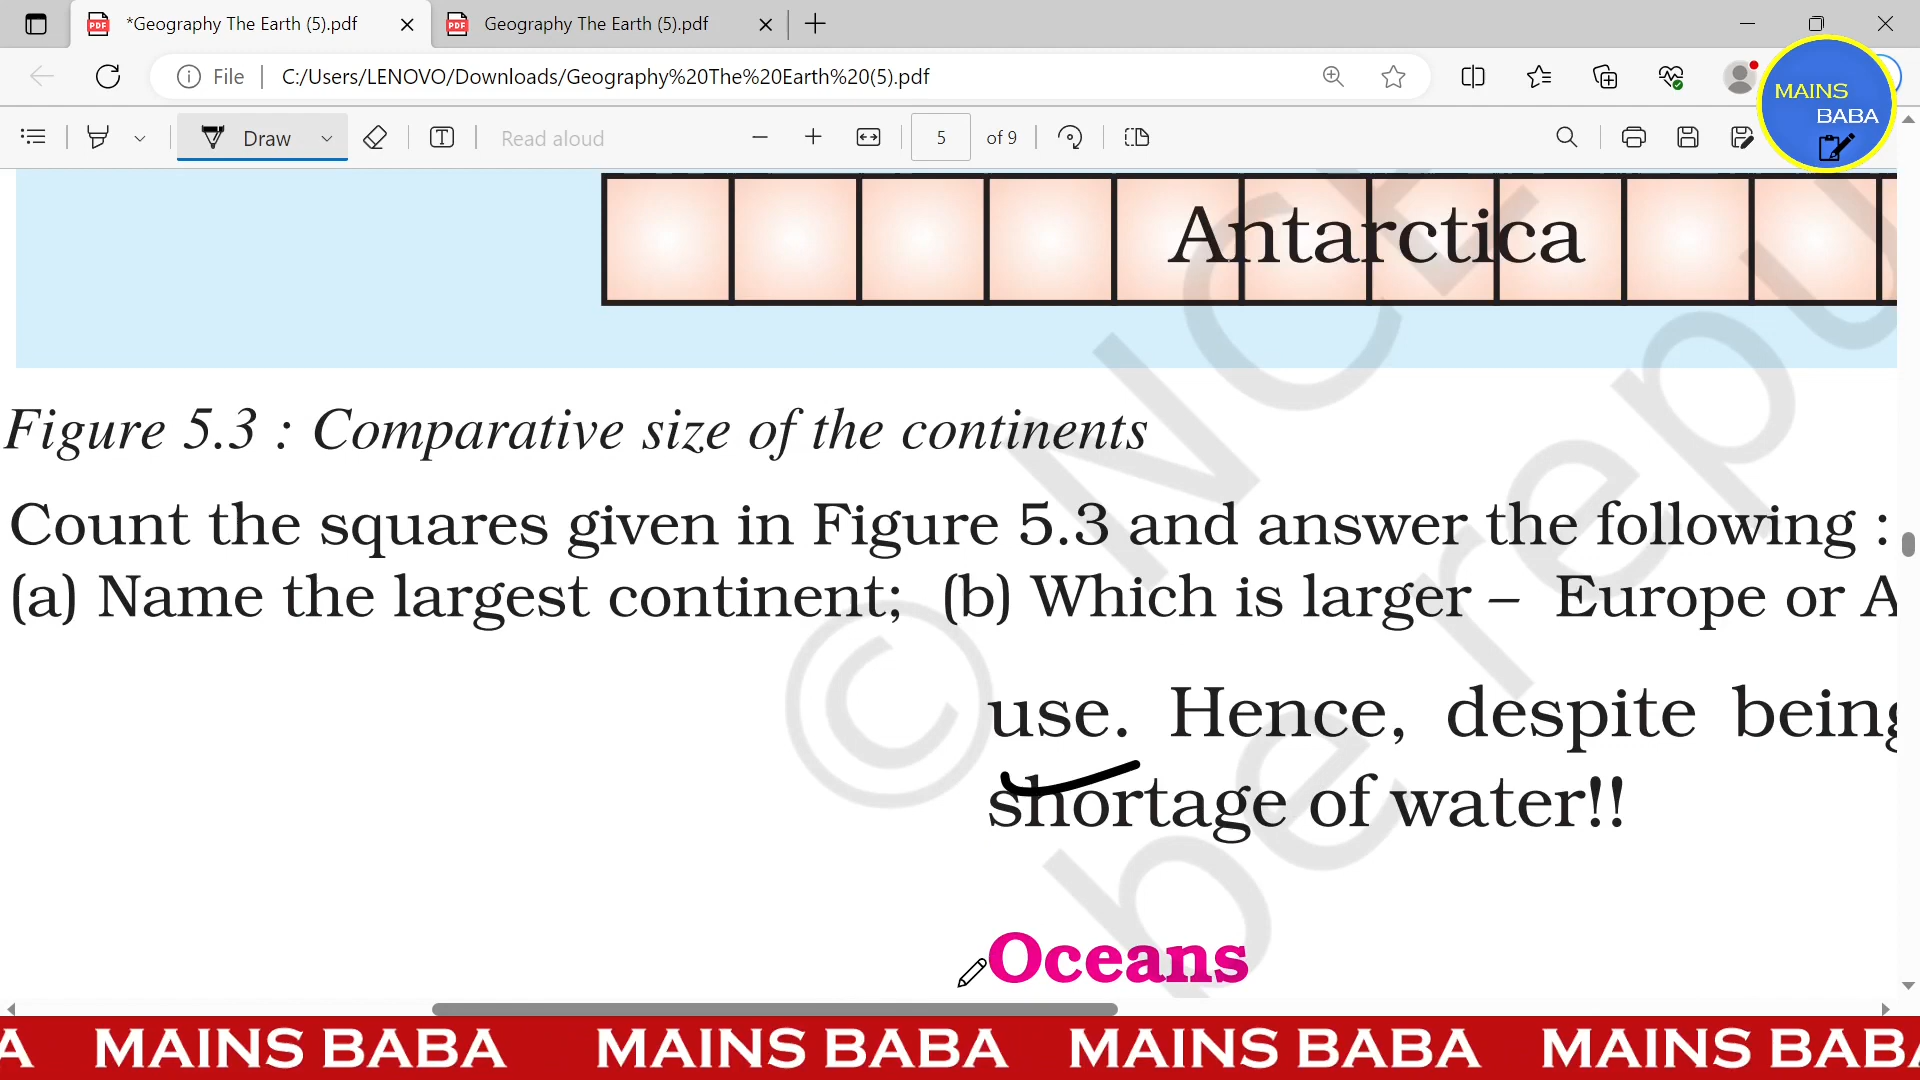 *Geography The Earth (5).pdf
Geography The Earth (5).pdf
File
C:/Users/LENOVO/Downloads/Geography%20The%20Earth%20(5).pdf
MAINS
BABA
Draw
Read aloud
5
of 9
Antarctica
Figure 5.3 : Comparative size of the continents
Count the squares given in Figure 5.3 and answer the following :
(a) Name the largest continent; (b) Which is larger – Europe or A
use. Hence, despite being
shortage of water!!
Oceans
A MAINS BABA MAINS BABA MAINS BABA MAINS BABA